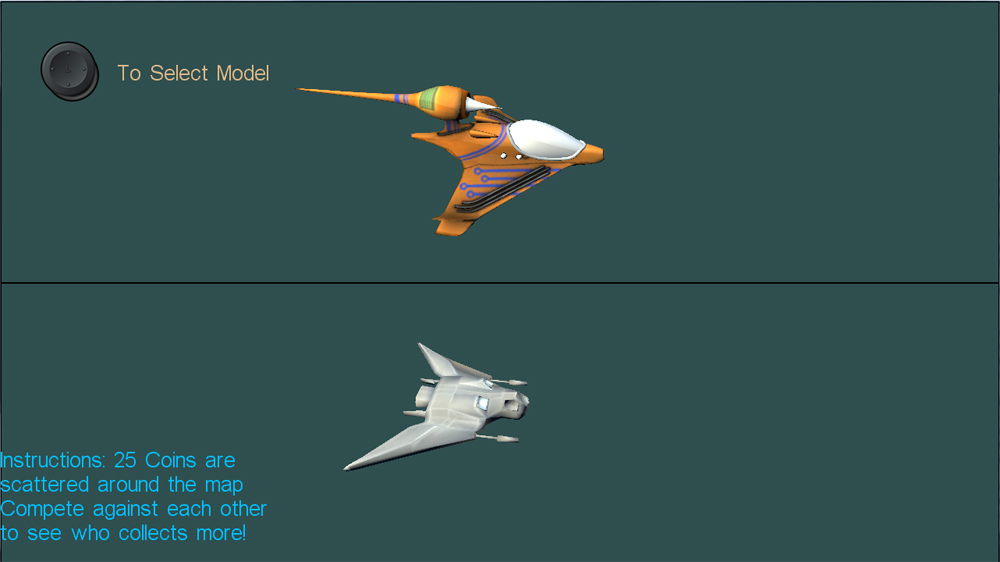 To Select Model
Instructions: 25 Coins are
scattered around the map
Compete against each other
to see who collects more!